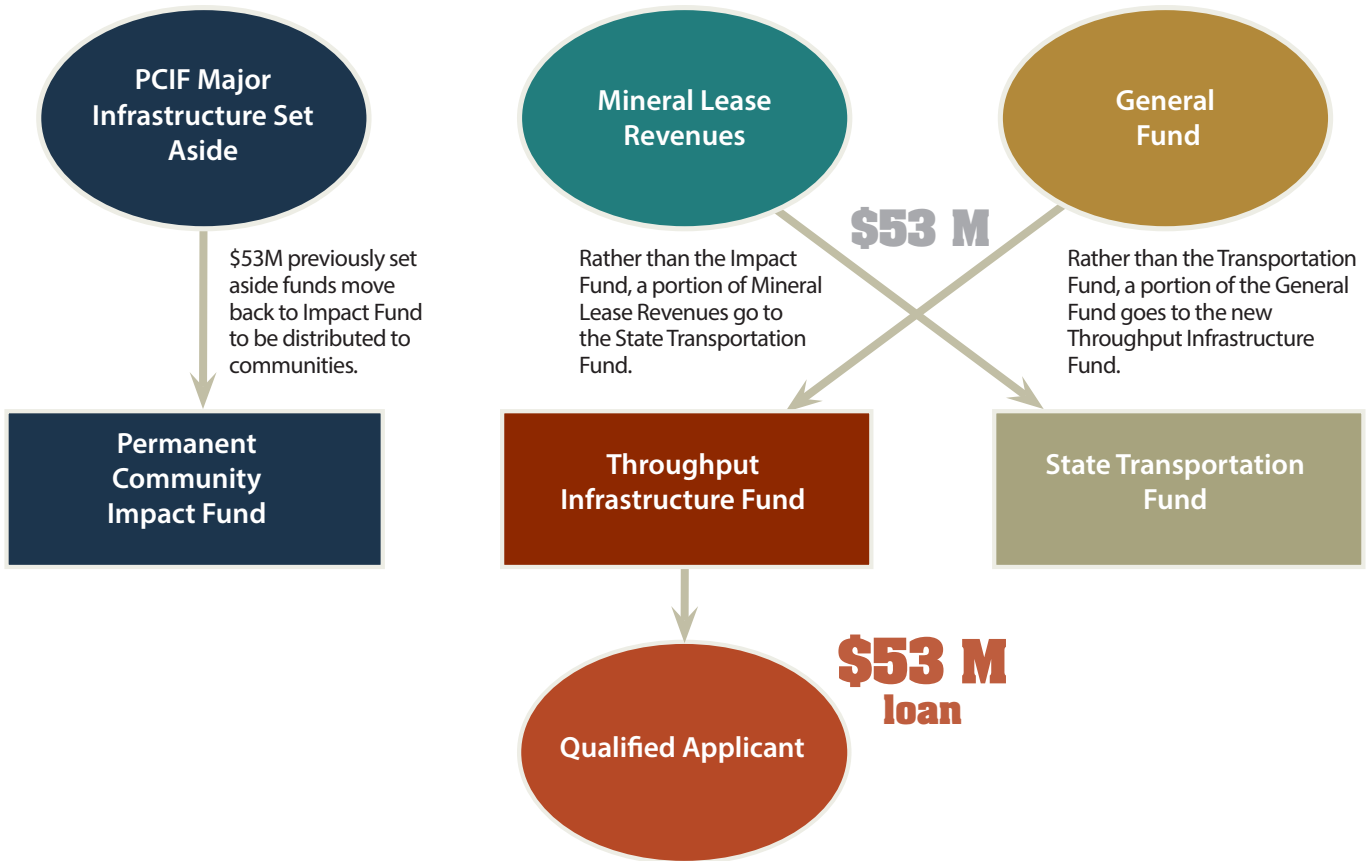 PCIF Major
Infrastructure Set
Aside
Mineral Lease
Revenues
General
Fund
$53 M
$53M previously set
aside funds move
back to Impact Fund
to be distributed to
communities.
Rather than the Impact
Fund, a portion of Mineral
Lease Revenues go to
the State Transportation
Fund.
Rather than the Transportation
Fund, a portion of the General
Fund goes to the new
Throughput Infrastructure
Fund.
Permanent
Community
Impact Fund
Throughput
Infrastructure Fund
State Transportation
Fund
$53 M
loan
Qualified Applicant